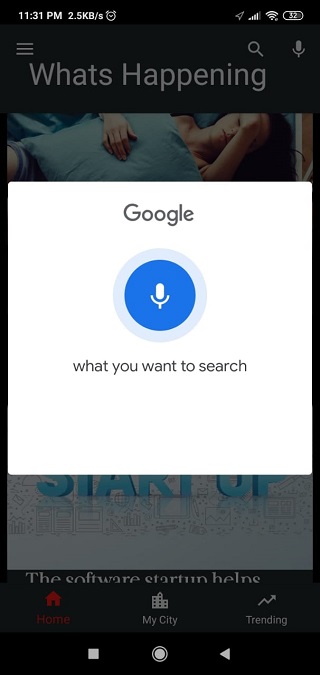 11:31 PM 2.5KB/s
32
Whats Happening
Google
what you want to search
START UP
The software startup helps
Home
My City
Trending